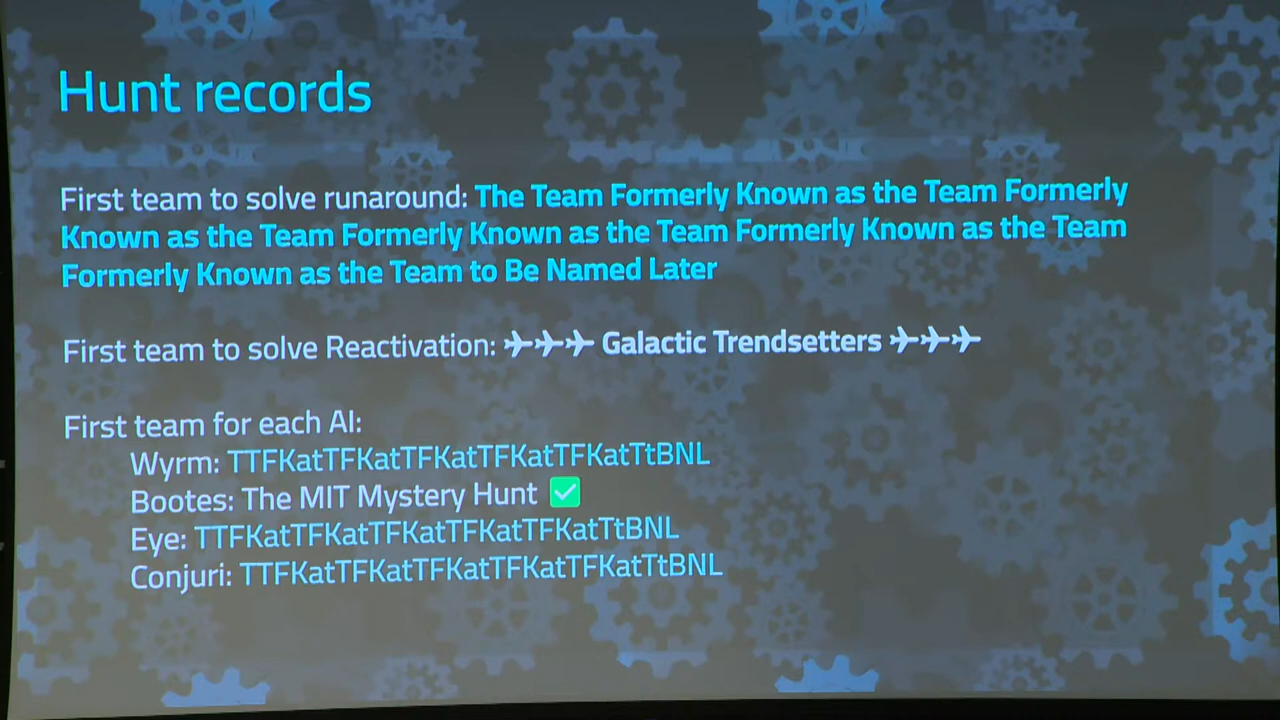 Hunt records
First team to solve runaround: The Team Formerly Known as the Team Formerly
Known as the Team Formerly Known as the Team Formerly Known as the Team
Formerly Known as the Team to Be Named Later
First team to solve Reactivation: ✈✈✈ Galactic Trendsetters ✈✈✈
First team for each AI:
Wyrm: TTFKatTFKatTFKatTFKatTFKatTtBNL
Bootes: The MIT Mystery Hunt ✅
Eye: TTFKatTFKatTFKatTFKatTFKatTtBNL
Conjuri: TTFKatTFKatTFKatTFKatTFKatTtBNL